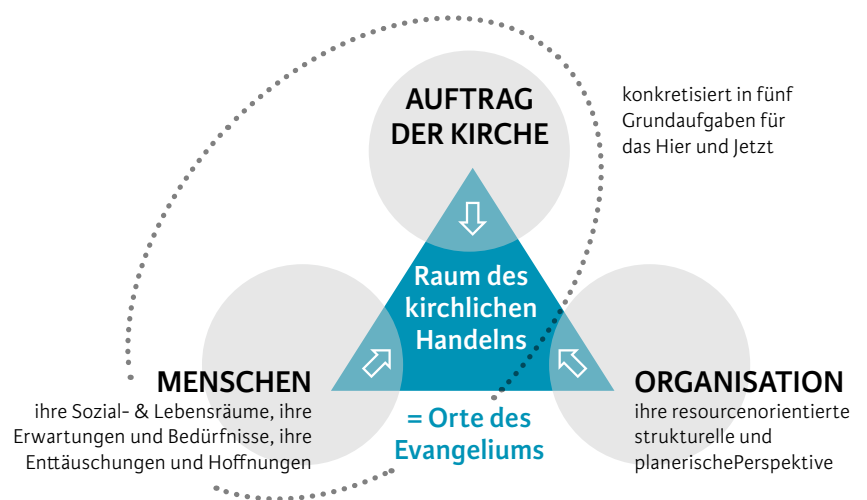 AUFTRAG
DER KIRCHE
konkretisiert in fünf
Grundaufgaben für
das Hier und Jetzt
Raum des
kirchlichen
Handelns
MENSCHEN
ihre Sozial- & Lebensräume, ihre
Erwartungen und Bedürfnisse, ihre
Enttäuschungen und Hoffnungen
= Orte des
Evangeliums
ORGANISATION
ihre resourcenorientierte
strukturelle und
planerischePerspektive